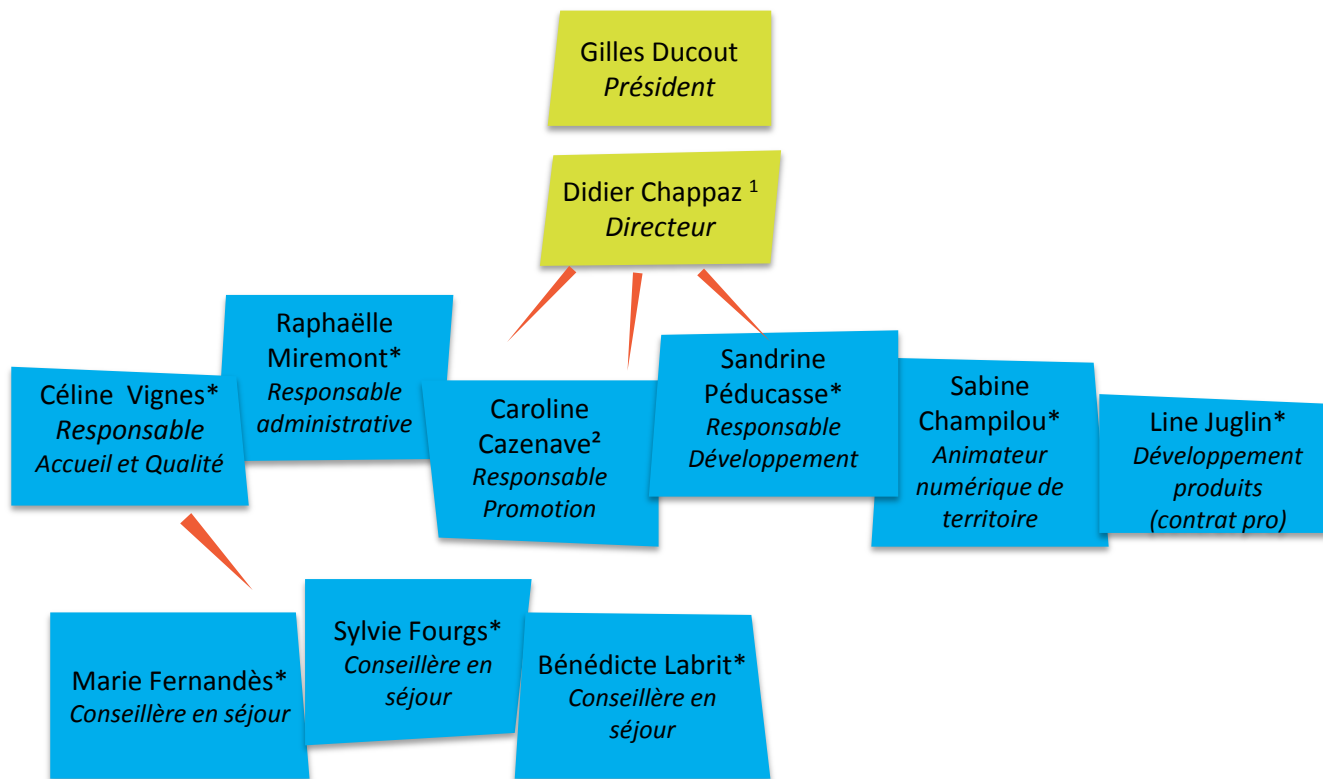 Gilles Ducout
Président
Didier Chappaz ¹
Directeur
Céline  Vignes*
Responsable
Accueil et Qualité
Raphaëlle
Miremont*
Responsable
administrative
Caroline
Cazenave²
Responsable
Promotion
Sandrine
Péducasse*
Responsable
Développement
Sabine
Champilou*
Animateur
numérique de
territoire
Line Juglin*
Développement
produits
(contrat pro)
Marie Fernandès*
Conseillère en séjour
Sylvie Fourgs*
Conseillère en
séjour
Bénédicte Labrit*
Conseillère en
séjour